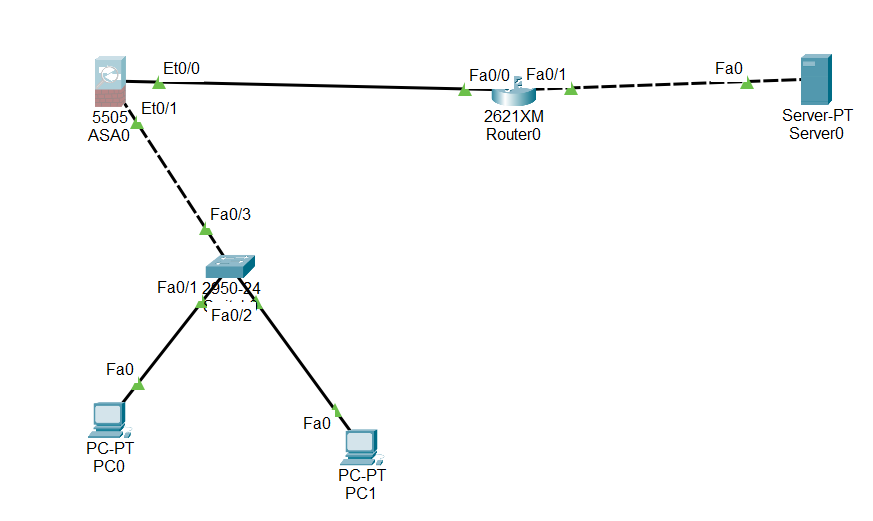 Et0/0
Et0/1
5505
ASA0
Fa0/0
Fa0/1
2621XM
Router0
Fa0
Server-PT
Server0
Fa0/3
2950-24
Fa0/1
Fa0/2
Fa0
PC-PT
PC0
Fa0
PC-PT
PC1